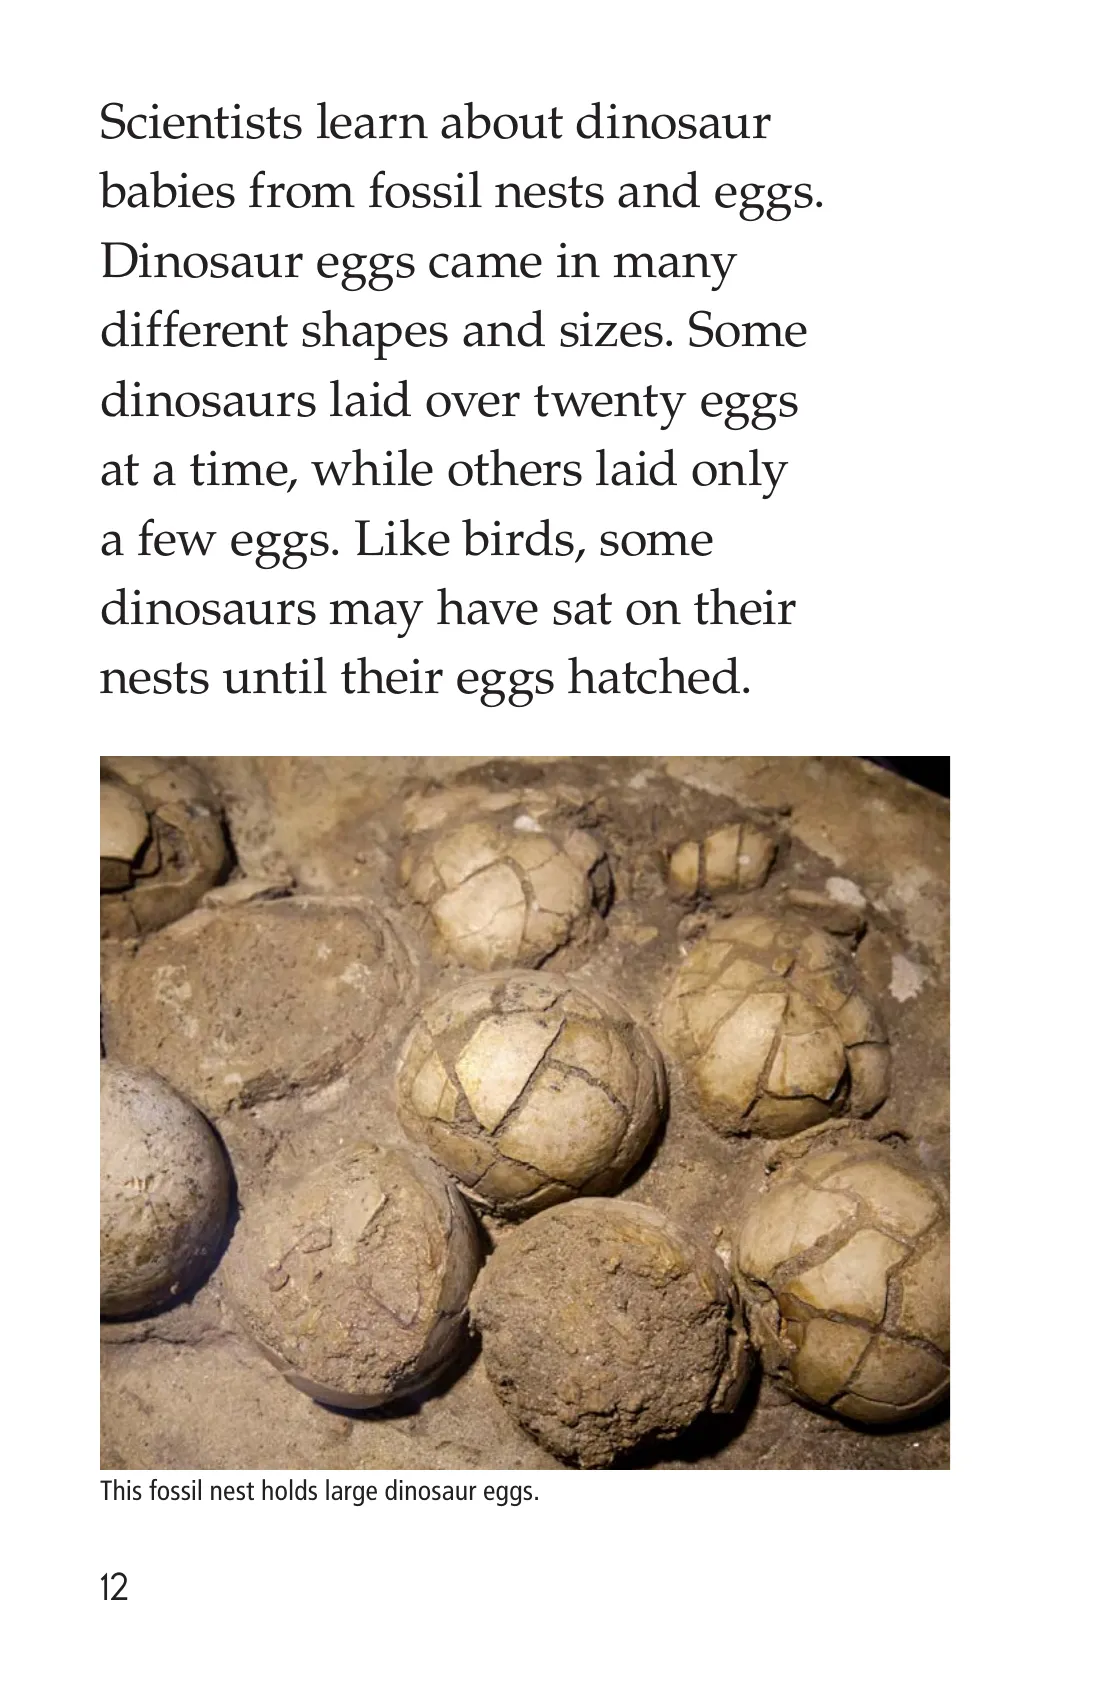 Scientists learn about dinosaur
babies from fossil nests and eggs.
Dinosaur eggs came in many
different shapes and sizes. Some
dinosaurs laid over twenty eggs
at a time, while others laid only
a few eggs. Like birds, some
dinosaurs may have sat on their
nests until their eggs hatched.
This fossil nest holds large dinosaur eggs.
12